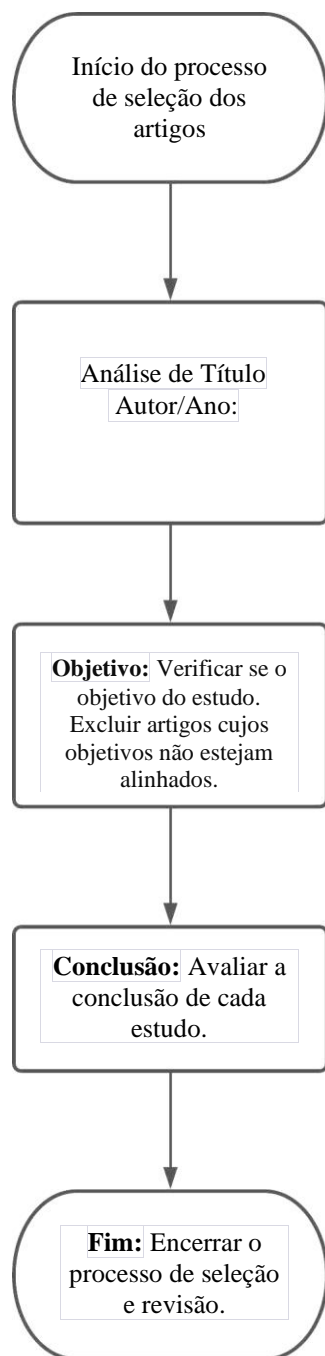 Início do processo
de seleção dos
artigos
Análise de Título
Autor/Ano:
Objetivo: Verificar se o
objetivo do estudo.
Excluir artigos cujos
objetivos não estejam
alinhados.
Conclusão: Avaliar a
conclusão de cada
estudo.
Fim: Encerrar o
processo de seleção
e revisão.